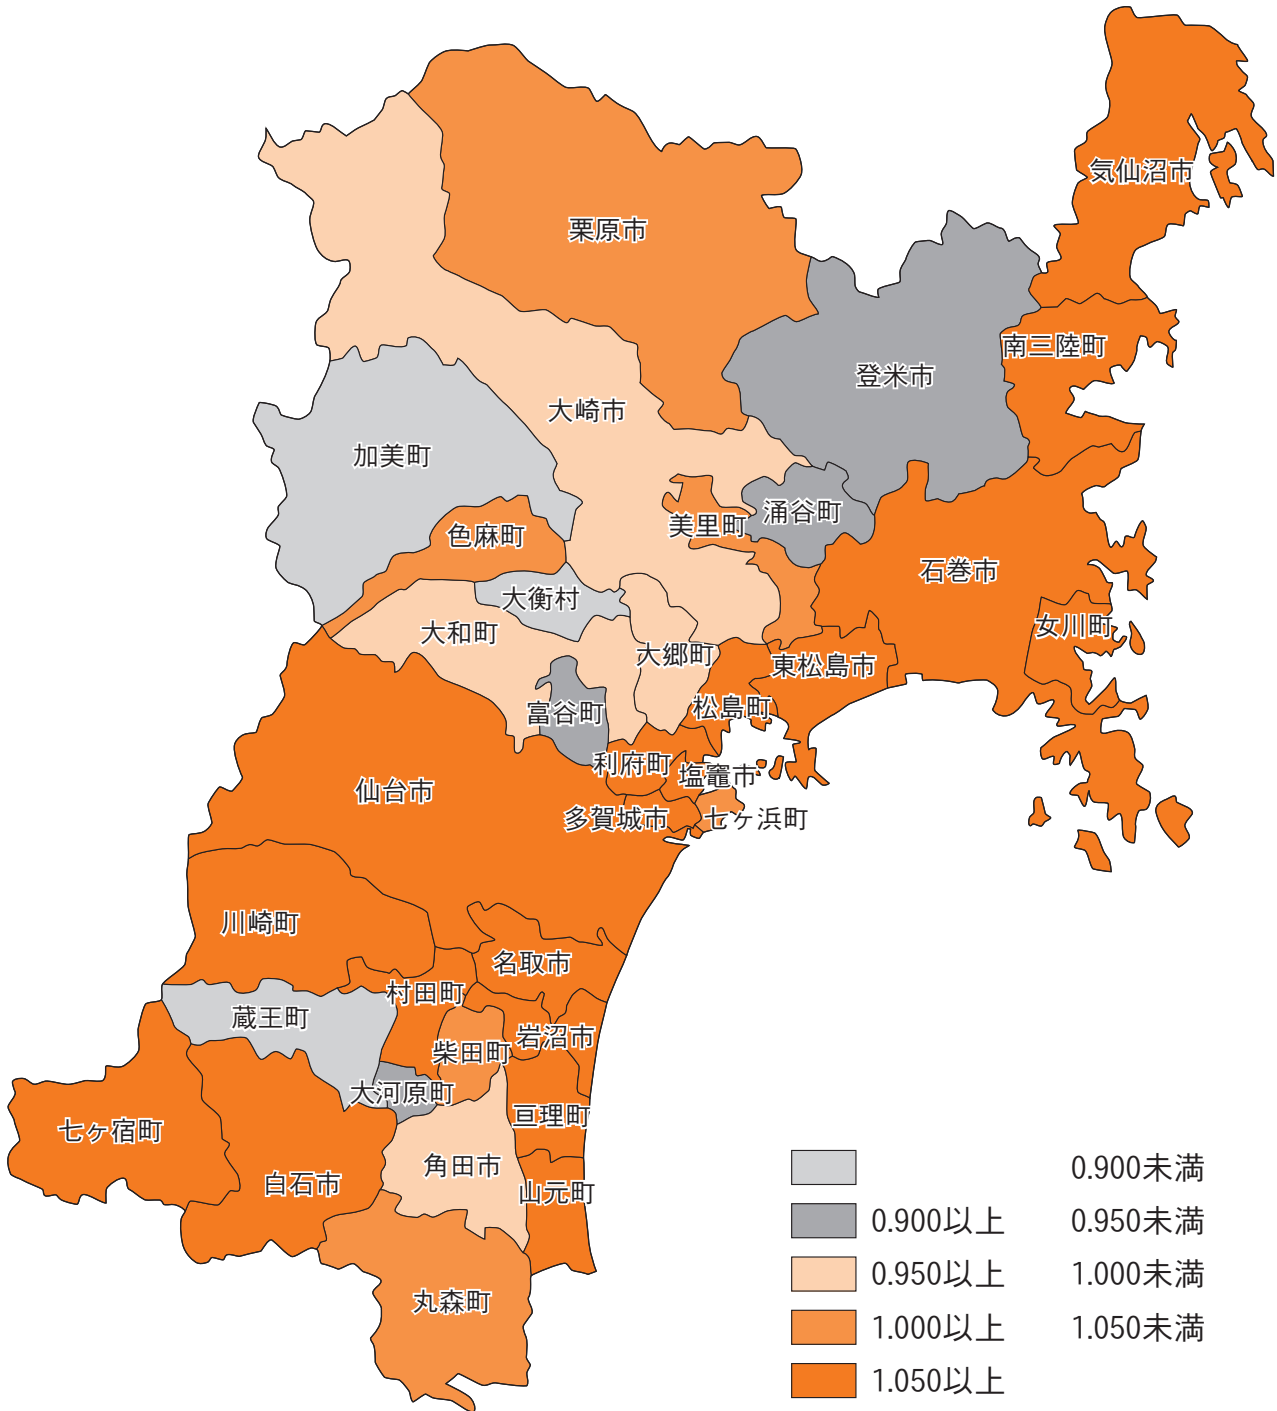 気仙沼市
栗原市
南三陸町
登米市
大崎市
加美町
涌谷町
美里町
色麻町
石巻市
大衡村
女川町
大和町
大郷町
東松島市
松島町
富谷町
利府町
塩竈市
仙台市
多賀城市
七ヶ浜町
川崎町
名取市
村田町
蔵王町
岩沼市
柴田町
大河原町
亘理町
七ヶ宿町
角田市
白石市
山元町
丸森町
0.900未満
0.900以上 0.950未満
0.950以上 1.000未満
1.000以上 1.050未満
1.050以上